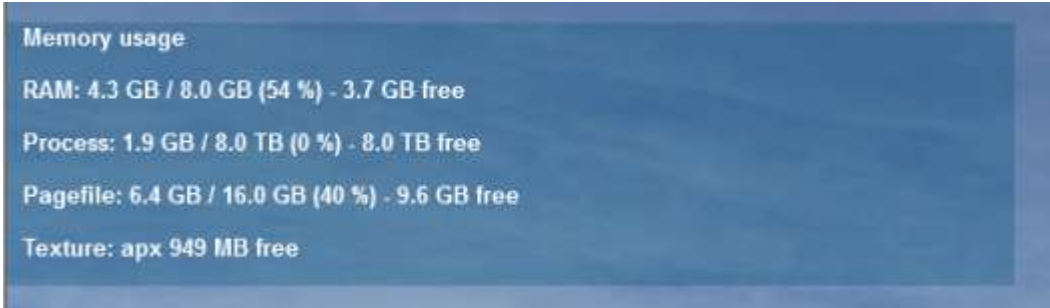 Memory usage
RAM: 4.3 GB / 8.0 GB (54 %) - 3.7 GB free
Process: 1.9 GB / 8.0 TB (0 %) - 8.0 TB free
Pagefile: 6.4 GB / 16.0 GB (40 %) - 9.6 GB free
Texture: apx 949 MB free